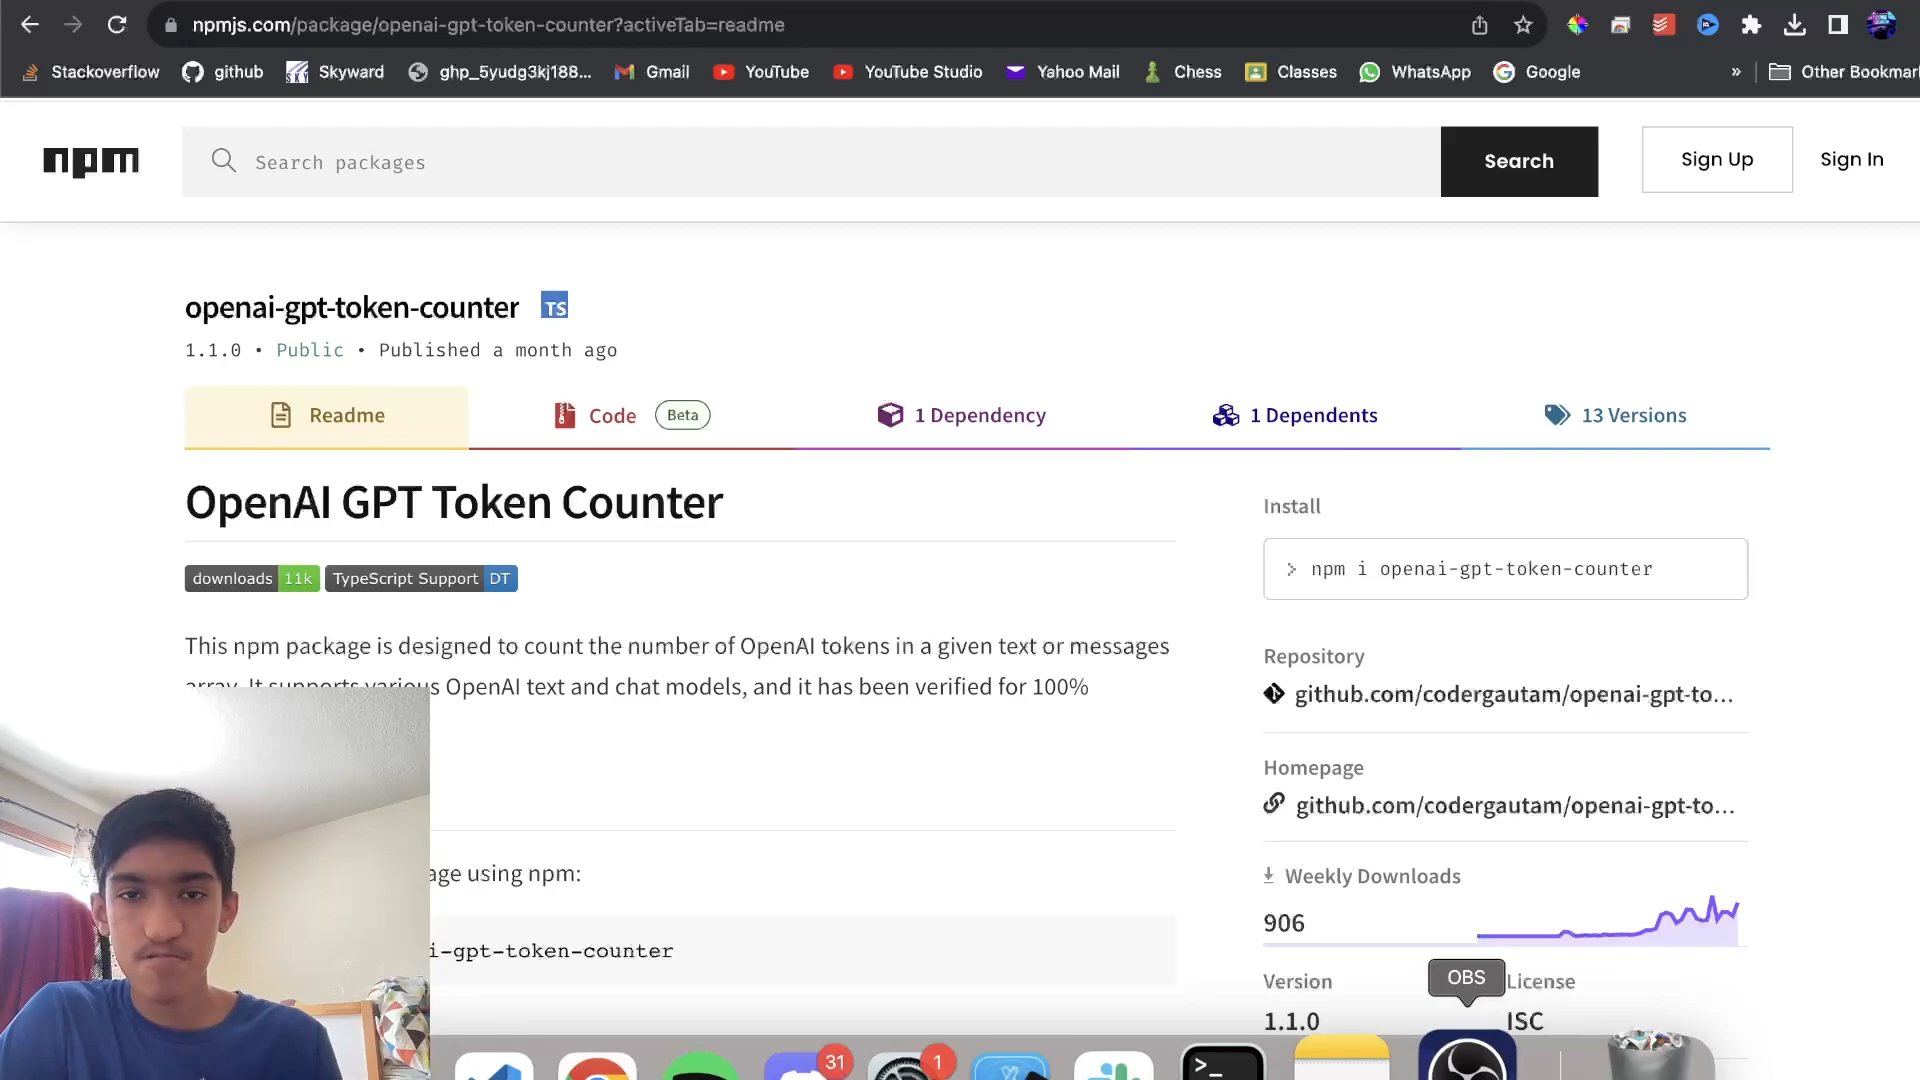 npmjs.com/package/openai-gpt-token-counter?activeTab=readme
Stackoverflow github Skyward ghp_5yudg3kj188... Gmail YouTube YouTube Studio Yahoo Mail Chess Classes WhatsApp Google » Other Bookmar
npm Search packages Search Sign Up Sign In
openai-gpt-token-counter TS
1.1.0 • Public • Published a month ago
Readme Code Beta 1 Dependency 1 Dependents 13 Versions
OpenAI GPT Token Counter
downloads 11k TypeScript Support DT
This npm package is designed to count the number of OpenAI tokens in a given text or messages
array. It supports various OpenAI text and chat models, and it has been verified for 100%
age using npm:
i-gpt-token-counter
Install
> npm i openai-gpt-token-counter
Repository
github.com/codergautam/openai-gpt-to...
Homepage
github.com/codergautam/openai-gpt-to...
Weekly Downloads
906
Version License
1.1.0 ISC
OBS
31 1
>_